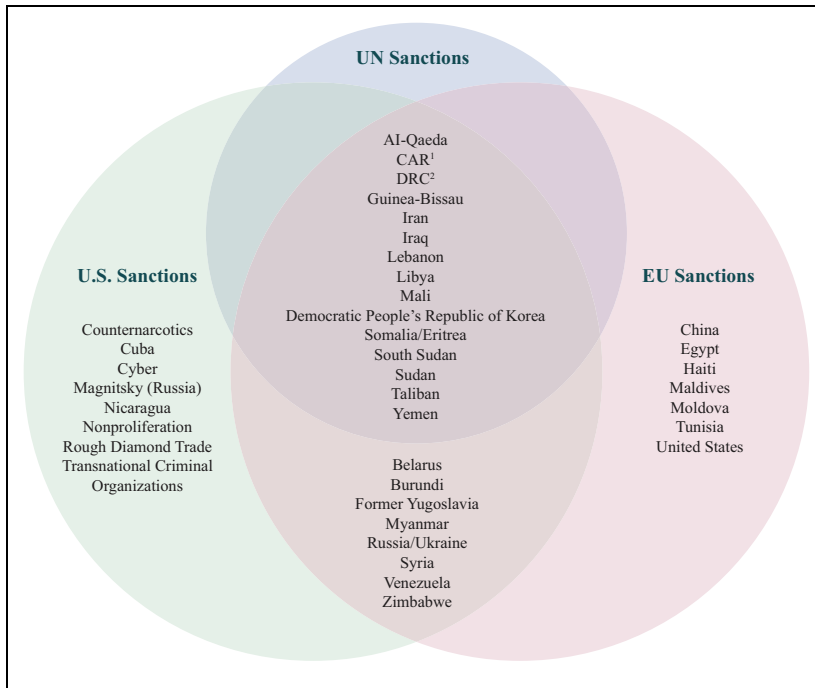 UN Sanctions
AI-Qaeda
CAR¹
DRC²
Guinea-Bissau
Iran
Iraq
Lebanon
Libya
Mali
Democratic People's Republic of Korea
Somalia/Eritrea
South Sudan
Sudan
Taliban
Yemen
U.S. Sanctions
Counternarcotics
Cuba
Cyber
Magnitsky (Russia)
Nicaragua
Nonproliferation
Rough Diamond Trade
Transnational Criminal
Organizations
EU Sanctions
China
Egypt
Haiti
Maldives
Moldova
Tunisia
United States
Belarus
Burundi
Former Yugoslavia
Myanmar
Russia/Ukraine
Syria
Venezuela
Zimbabwe